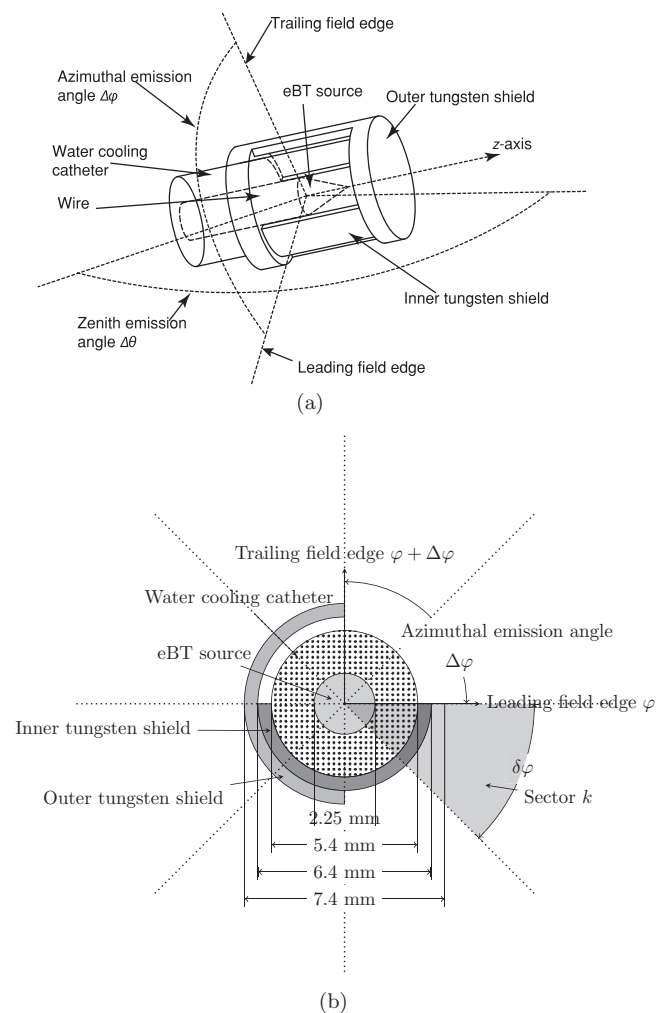 Trailing field edge
Azimuthal emission
angle Δφ
eBT source
Outer tungsten shield
Water cooling
catheter
z-axis
Wire
Inner tungsten shield
Zenith emission
angle Δθ
Leading field edge
(a)
Trailing field edge φ + Δφ
Water cooling catheter
Azimuthal emission angle
eBT source
Δφ
Leading field edge φ
Inner tungsten shield
δφ
Outer tungsten shield
Sector k
2.25 mm
5.4 mm
6.4 mm
7.4 mm
(b)